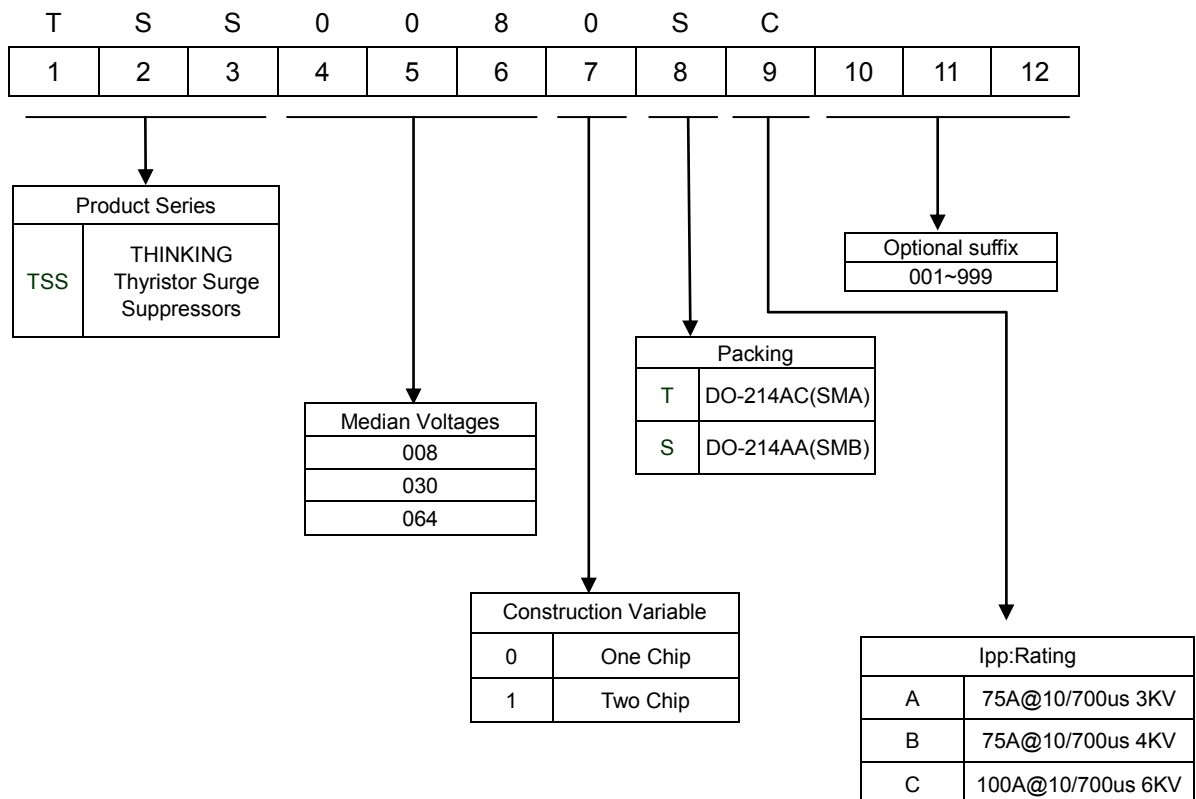 T S S 0 0 8 0 S C
1 2 3 4 5 6 7 8 9 10 11 12
Product Series
TSS
THINKING
Thyristor Surge
Suppressors
Median Voltages
008
030
064
Construction Variable
0 One Chip
1 Two Chip
Packing
T DO-214AC(SMA)
S DO-214AA(SMB)
Optional suffix
001~999
Ipp:Rating
A 75A@10/700us 3KV
B 75A@10/700us 4KV
C 100A@10/700us 6KV